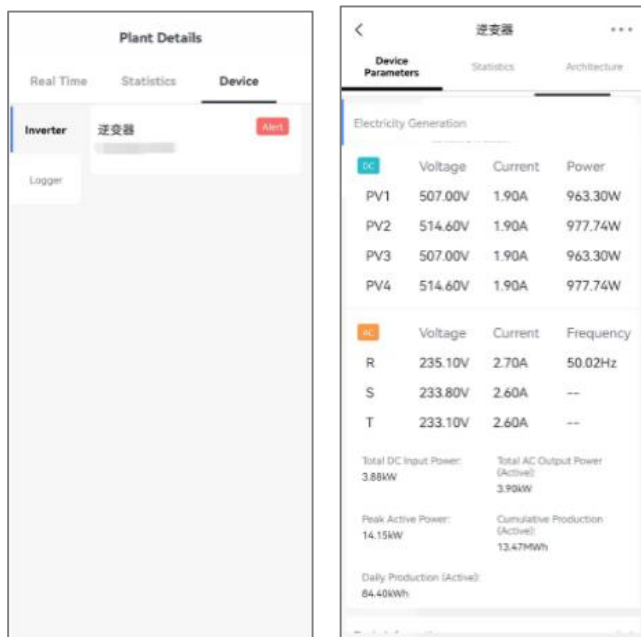 Plant Details
Real Time Statistics Device
Inverter 逆变器 Alert
Logger
逆变器
Device Parameters Statistics Architecture
Electricity Generation
DC Voltage Current Power
PV1 507.00V 1.90A 963.30W
PV2 514.60V 1.90A 977.74W
PV3 507.00V 1.90A 963.30W
PV4 514.60V 1.90A 977.74W
AC Voltage Current Frequency
R 235.10V 2.70A 50.02Hz
S 233.80V 2.60A --
T 233.10V 2.60A --
Total DC Input Power:
3.88kW
Total AC Output Power
(Active):
3.90kW
Peak Active Power:
14.15kW
Cumulative Production
(Active):
13.47MWh
Daily Production (Active):
84.40kWh